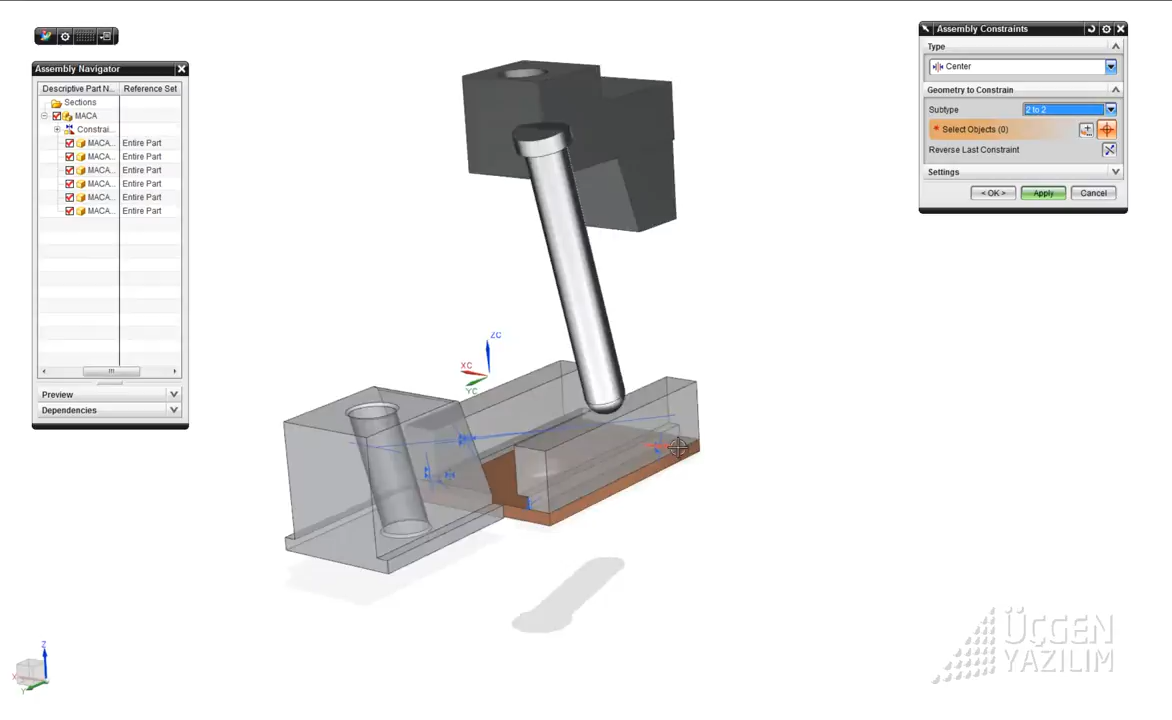 Assembly Constraints
Type
Center
Geometry to Constrain
Subtype
2 to 2
* Select Objects (0)
Reverse Last Constraint
Settings
< OK >
Apply
Cancel
Assembly Navigator
Descriptive Part N...
Reference Set
Sections
MACA
Constrai...
MACA... Entire Part
MACA... Entire Part
MACA... Entire Part
MACA... Entire Part
MACA... Entire Part
MACA... Entire Part
Preview
Dependencies
ZC
XC
YC
Z
X
Y
ÜÇGEN
YAZILIM